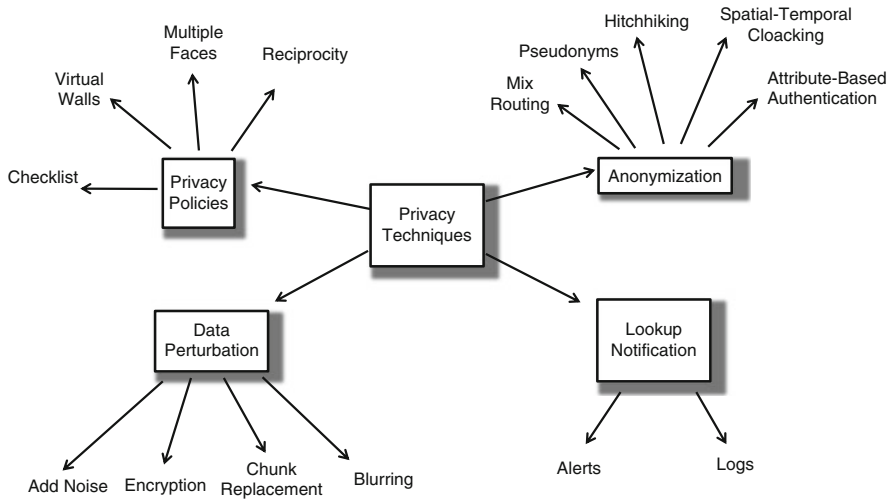 Multiple
Faces
Reciprocity
Virtual
Walls
Checklist
Privacy
Policies
Hitchhiking
Spatial-Temporal
Cloacking
Pseudonyms
Mix
Routing
Attribute-Based
Authentication
Anonymization
Privacy
Techniques
Data
Perturbation
Lookup
Notification
Add Noise
Encryption
Chunk
Replacement
Blurring
Alerts
Logs